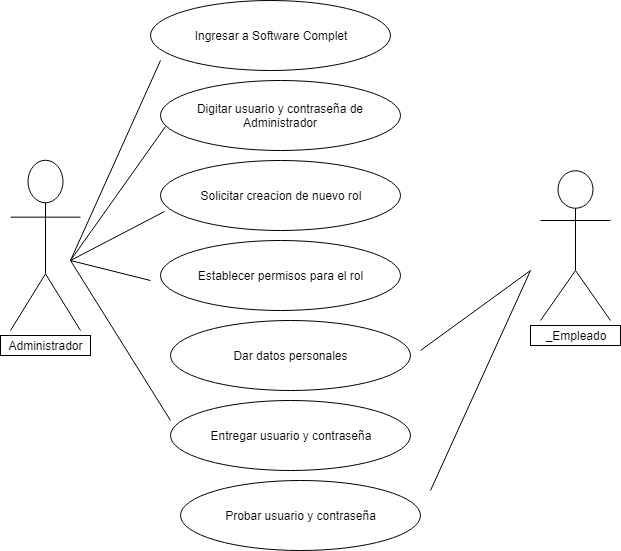 Ingresar a Software Complet
Digitar usuario y contraseña de
Administrador
Solicitar creacion de nuevo rol
Establecer permisos para el rol
Administrador
_Empleado
Dar datos personales
Entregar usuario y contraseña
Probar usuario y contraseña